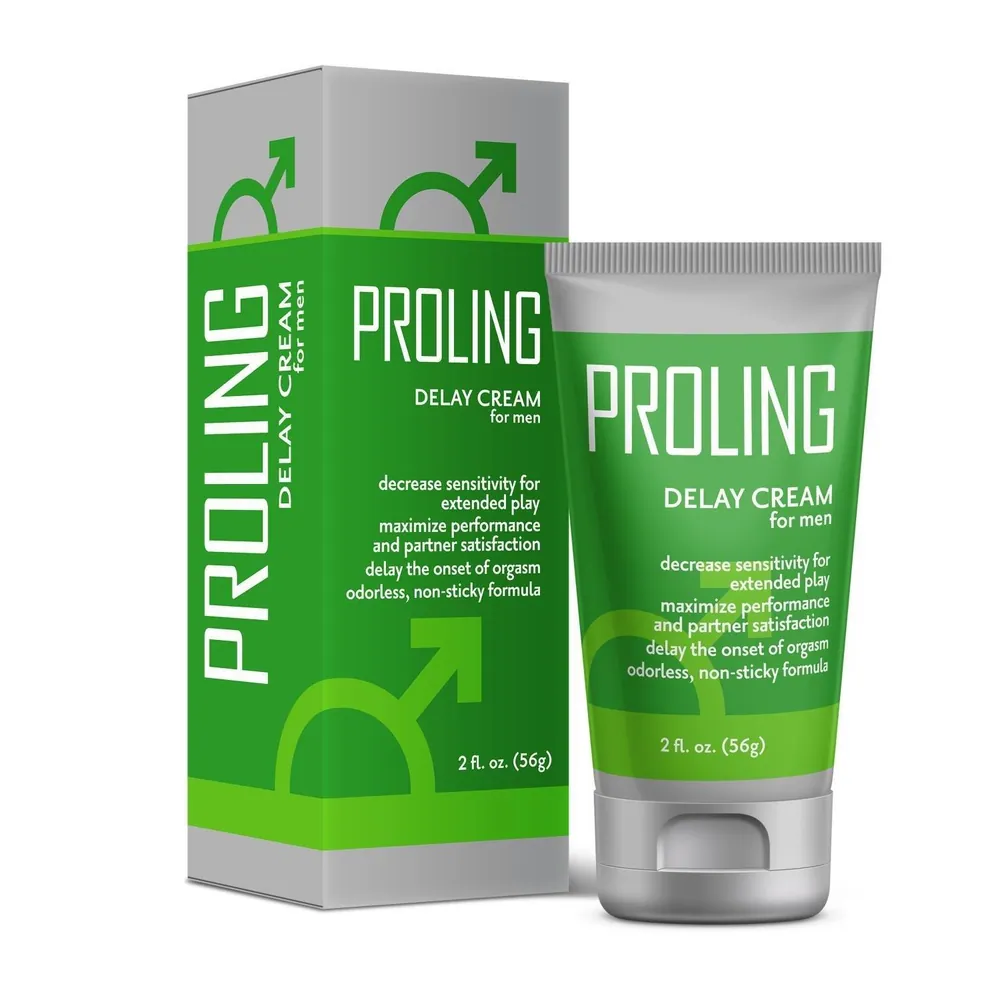 PROLING
DELAY CREAM
for men
PROLING
DELAY CREAM
for men
decrease sensitivity for
extended play
maximize performance
and partner satisfaction
delay the onset of orgasm
odorless, non-sticky formula
2 fl. oz. (56g)
PROLING
DELAY CREAM
for men
decrease sensitivity for
extended play
maximize performance
and partner satisfaction
delay the onset of orgasm
odorless, non-sticky formula
2 fl. oz. (56g)